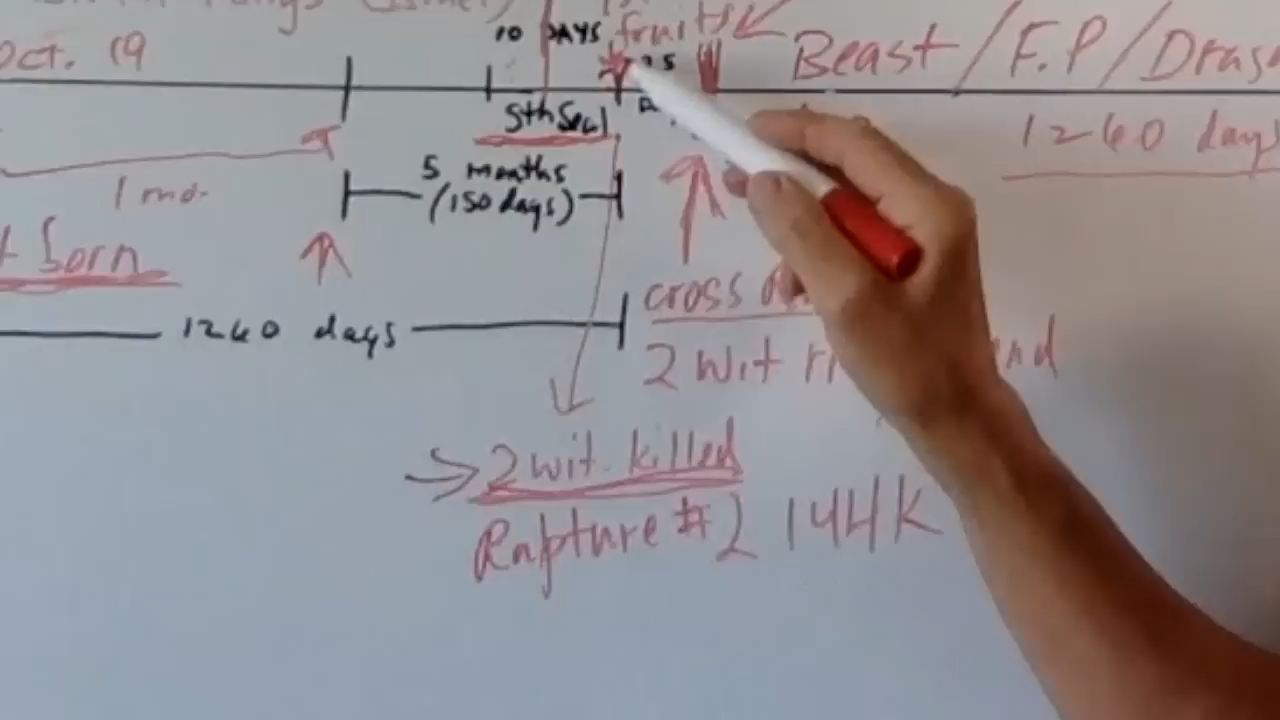 10 DAYS fruits
Oct. 19
Beast / F.P / Drag
1260 days
5th Seal
1 mo.
5 months
(150 days)
born
1260 days
cross
2 wit
2 wit. killed
Rapture #2 144K